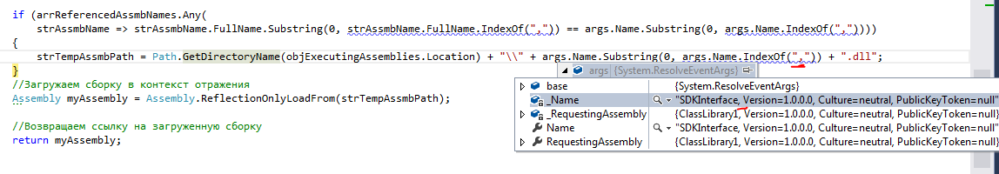 if (arrReferencedAssmbNames.Any(
strAssmbName => strAssmbName.FullName.Substring(0, strAssmbName.FullName.IndexOf(",")) == args.Name.Substring(0, args.Name.IndexOf(","))))
{
strTempAssmbPath = Path.GetDirectoryName(objExecutingAssemblies.Location) + "\\" + args.Name.Substring(0, args.Name.IndexOf(",")) + ".dll";
}
args {System.ResolveEventArgs}
//Загружаем сборку в контекст отражения
base {System.ResolveEventArgs}
Assembly myAssembly = Assembly.ReflectionOnlyLoadFrom(strTempAssmbPath);
_Name "SDKInterface, Version=1.0.0.0, Culture=neutral, PublicKeyToken=null"
_RequestingAssembly {ClassLibrary1, Version=1.0.0.0, Culture=neutral, PublicKeyToken=null}
//Возвращаем ссылку на загруженную сборку
Name "SDKInterface, Version=1.0.0.0, Culture=neutral, PublicKeyToken=null"
return myAssembly;
RequestingAssembly {ClassLibrary1, Version=1.0.0.0, Culture=neutral, PublicKeyToken=null}